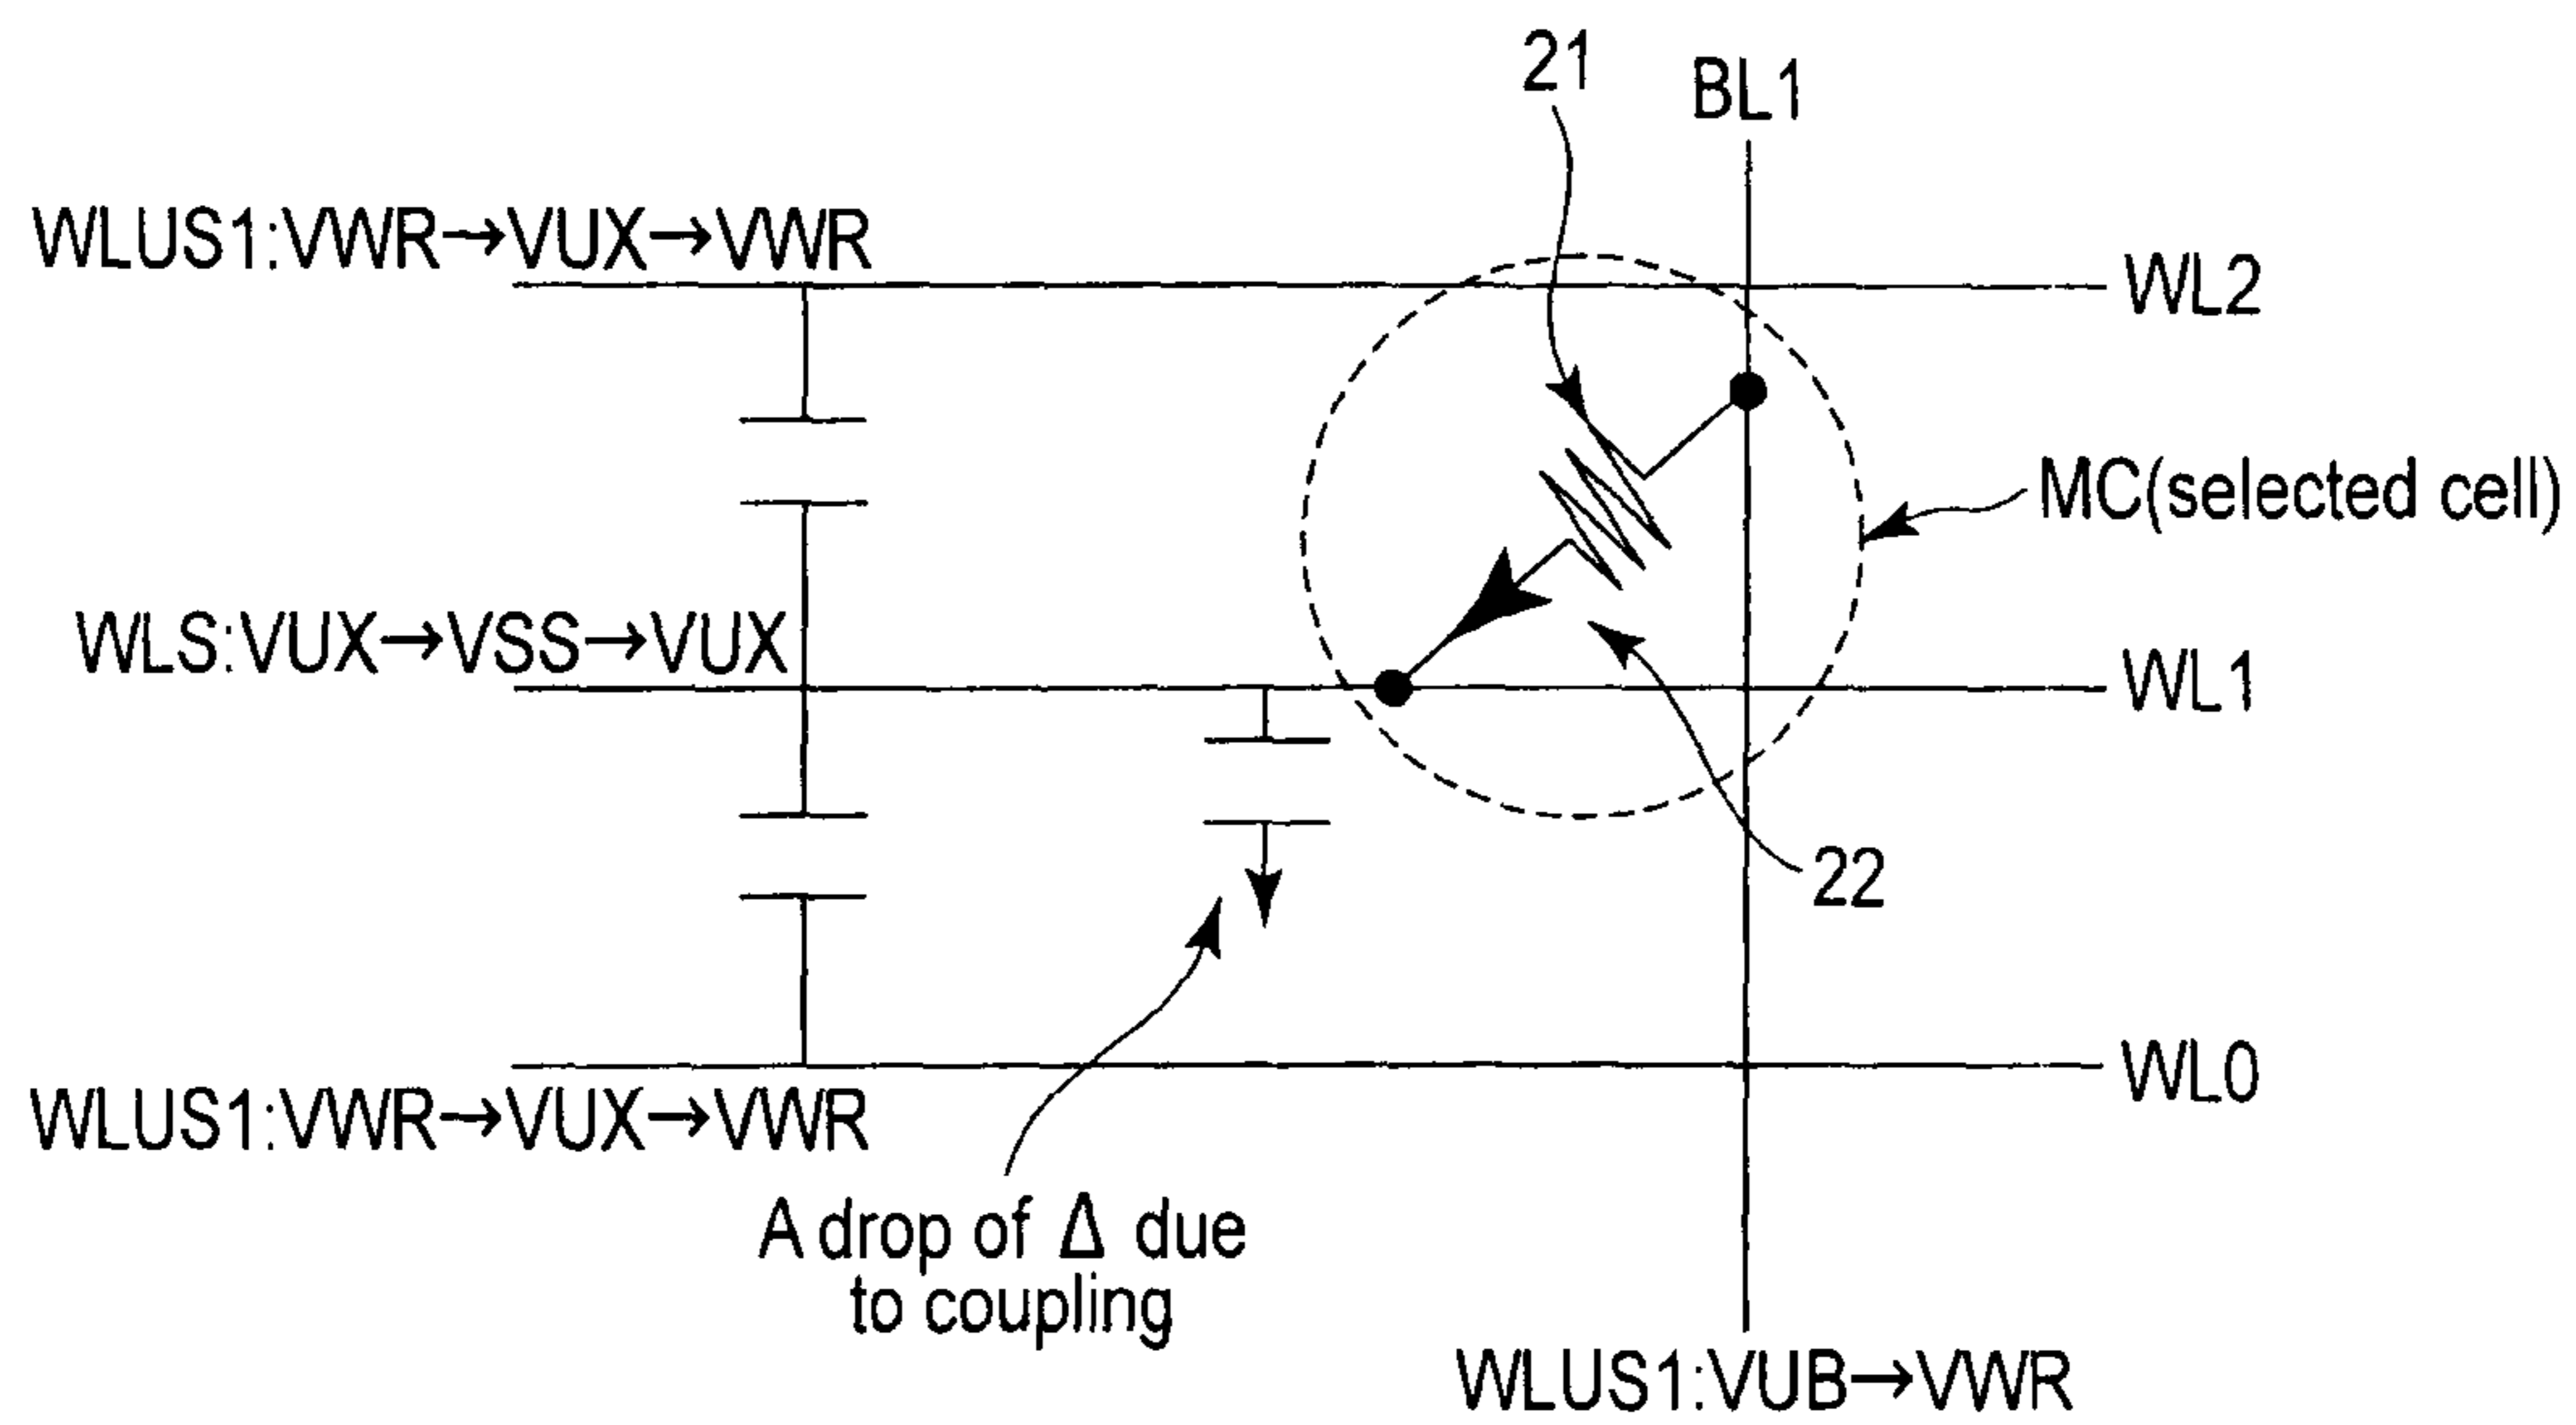 21
BL1
WLUS1:VWR→VUX→VWR
WL2
MC(selected cell)
WLS:VUX→VSS→VUX
WL1
22
WL0
WLUS1:VWR→VUX→VWR
A drop of Δ due
to coupling
WLUS1:VUB→VWR